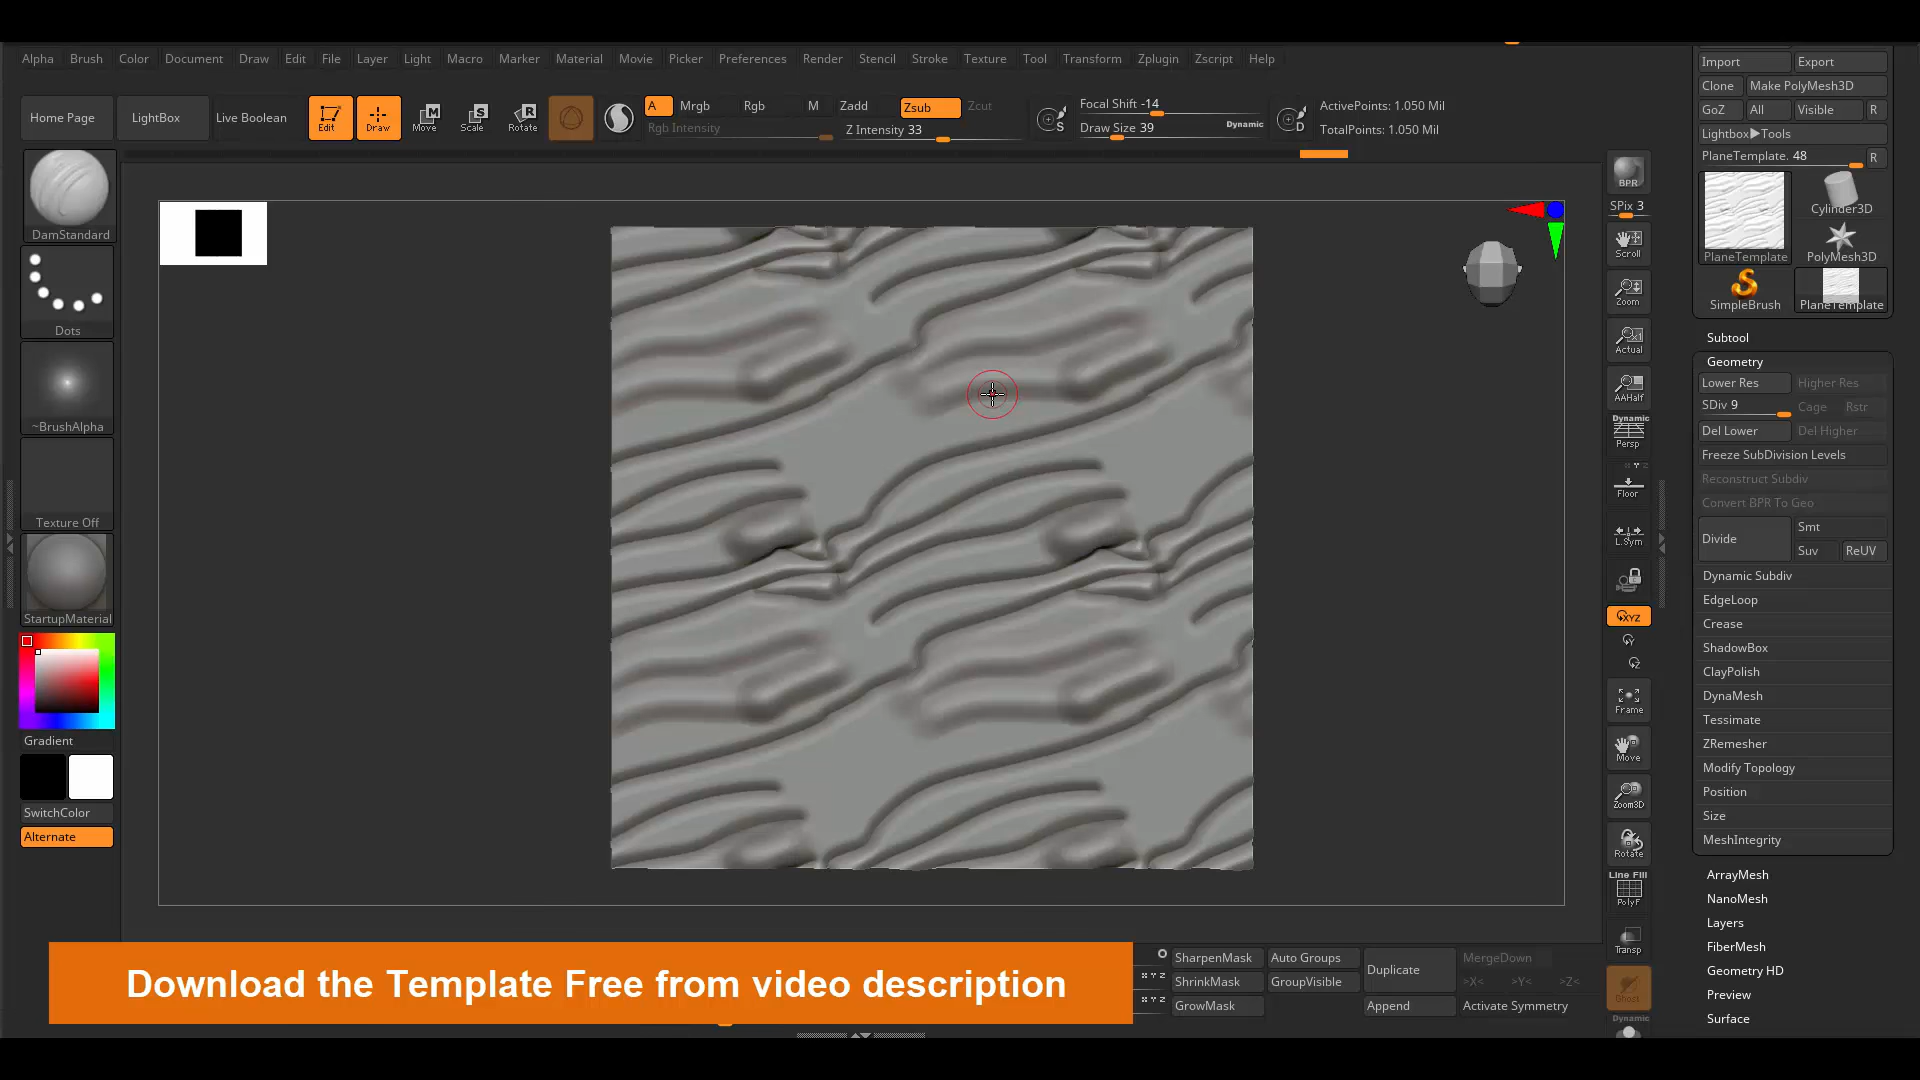 Alpha Brush Color Document Draw Edit File Layer Light Macro Marker Material Movie Picker Preferences Render Stencil Stroke Texture Tool Transform Zplugin Zscript Help
Home Page
LightBox
Live Boolean
Edit
Draw
Move
Scale
Rotate
A Mrgb Rgb M
Rgb Intensity
Zadd Zsub Zcut
Z Intensity 33
Focal Shift -14
Draw Size 39
Dynamic
ActivePoints: 1.050 Mil
TotalPoints: 1.050 Mil
DamStandard
Dots
~BrushAlpha
Texture Off
StartupMaterial
Gradient
SwitchColor
Alternate
BPR
SPix 3
Scroll
Zoom
Actual
AAHalf
Dynamic
Persp
Floor
L.Sym
XYZ
Frame
Move
Zoom3D
Rotate
Line Fill
PolyF
Transp
Ghost
Dynamic
Import Export
Clone Make PolyMesh3D
GoZ All Visible R
Lightbox▶Tools
PlaneTemplate. 48 R
PlaneTemplate
Cylinder3D
PolyMesh3D
SimpleBrush
PlaneTemplate
Subtool
Geometry
Lower Res Higher Res
SDiv 9 Cage Rstr
Del Lower Del Higher
Freeze SubDivision Levels
Reconstruct Subdiv
Convert BPR To Geo
Divide
Smt
Suv ReUV
Dynamic Subdiv
EdgeLoop
Crease
ShadowBox
ClayPolish
DynaMesh
Tessimate
ZRemesher
Modify Topology
Position
Size
MeshIntegrity
ArrayMesh
NanoMesh
Layers
FiberMesh
Geometry HD
Preview
Surface
Download the Template Free from video description
SharpenMask Auto Groups
ShrinkMask GroupVisible
GrowMask
Duplicate
Append
MergeDown
>X< >Y< >Z<
Activate Symmetry